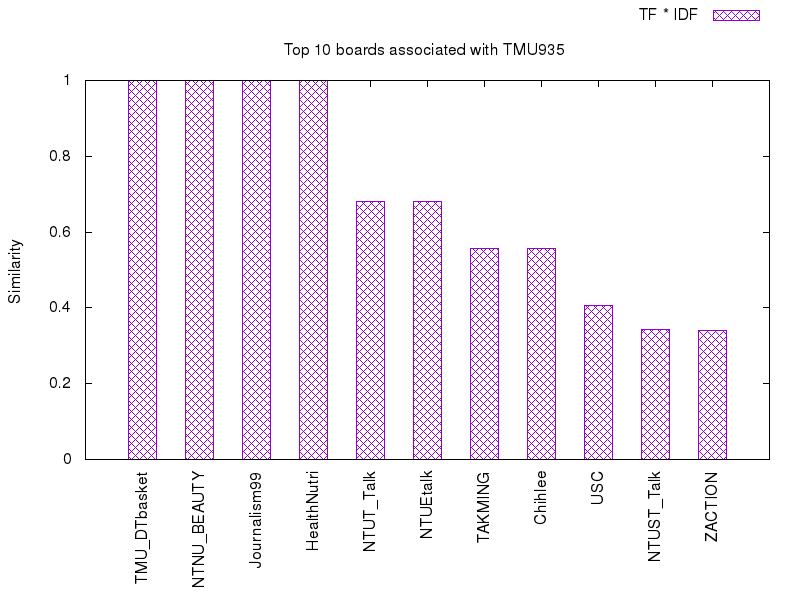 TF * IDF
Top 10 boards associated with TMU935
1
0.8
0.6
0.4
0.2
0
Similarity
TMU_DTbasket
NTNU_BEAUTY
Journalism99
HealthNutri
NTUT_Talk
NTUEtalk
TAKMING
Chihlee
USC
NTUST_Talk
ZACTION